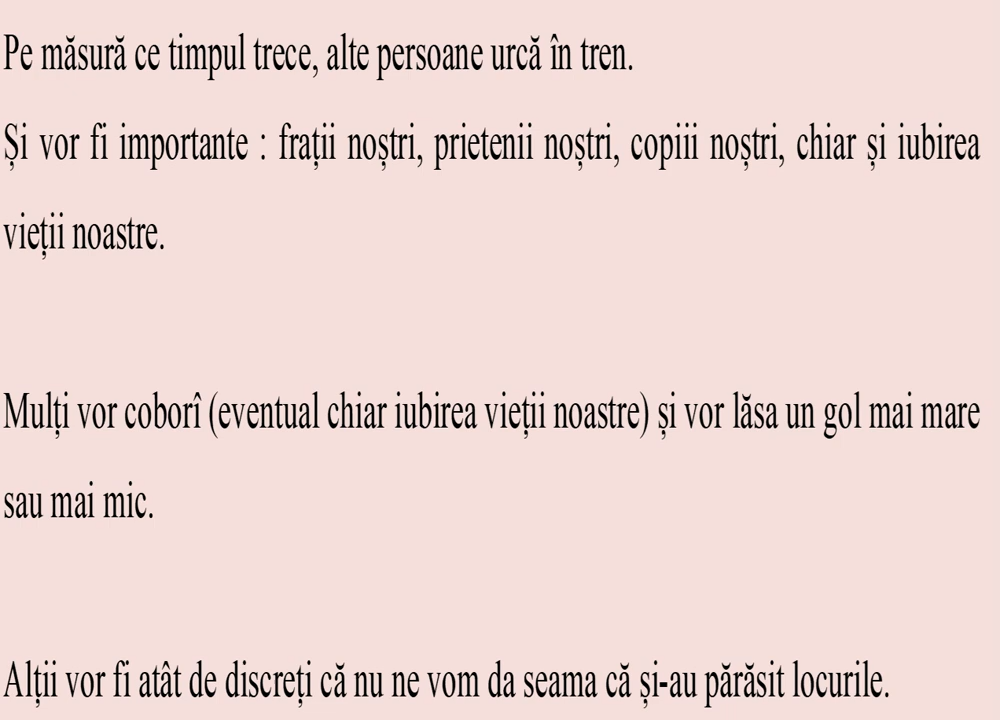 Pe măsură ce timpul trece, alte persoane urcă în tren.
Și vor fi importante : frații noștri, prietenii noștri, copiii noștri, chiar și iubirea
vieții noastre.
Mulți vor coborî (eventual chiar iubirea vieții noastre) și vor lăsa un gol mai mare
sau mai mic.
Alții vor fi atât de discreți că nu ne vom da seama că și-au părăsit locurile.